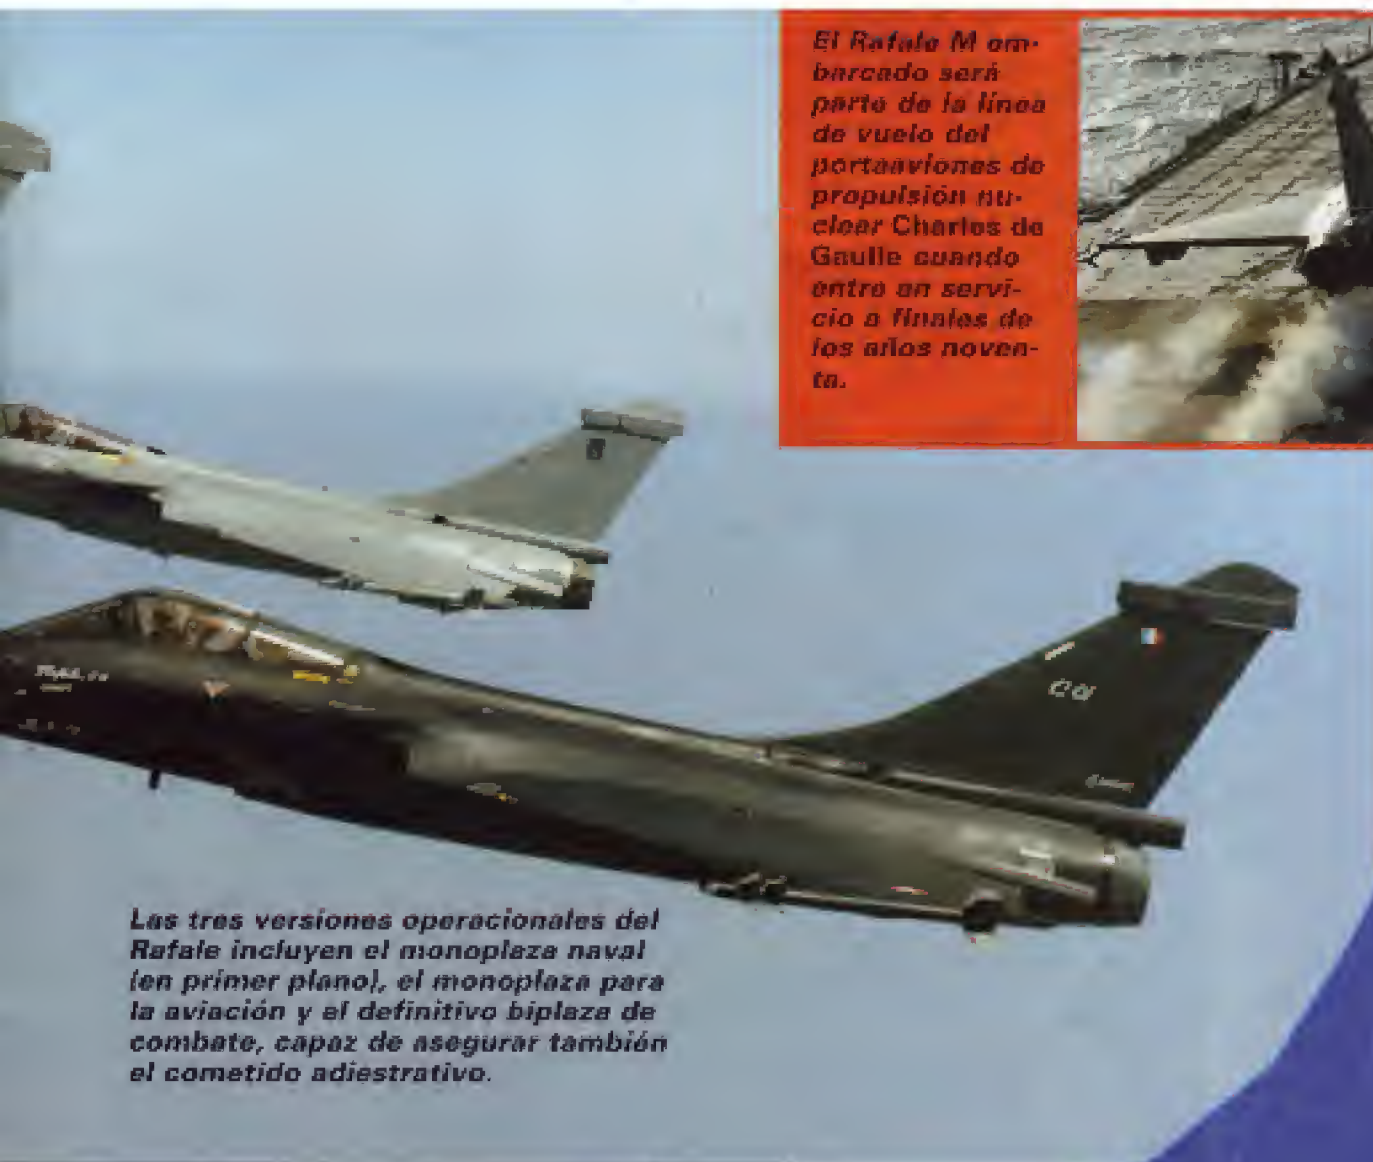 El Rafale M em-
barcado será
parte de la línea
de vuelo del
portaaviones de
propulsión nu-
clear Charles de
Gaulle cuando
entre en servi-
cio a finales de
los años noven-
ta.
C 01
Las tres versiones operacionales del
Rafale incluyen el monoplaza naval
(en primer plano), el monoplaza para
la aviación y el definitivo biplaza de
combate, capaz de asegurar también
el cometido adiestrativo.